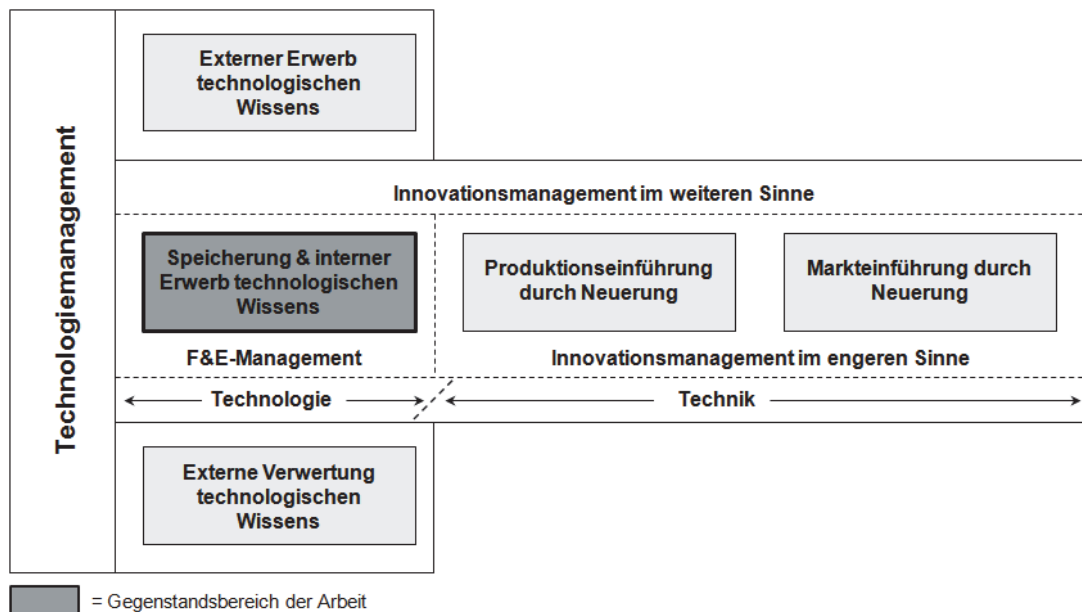 Technologiemanagement
Externer Erwerb
technologischen
Wissens
Innovationsmanagement im weiteren Sinne
Speicherung & interner
Erwerb technologischen
Wissens
Produktionseinführung
durch Neuerung
Markteinführung durch
Neuerung
F&E-Management
Innovationsmanagement im engeren Sinne
Technologie
Technik
Externe Verwertung
technologischen
Wissens
= Gegenstandsbereich der Arbeit